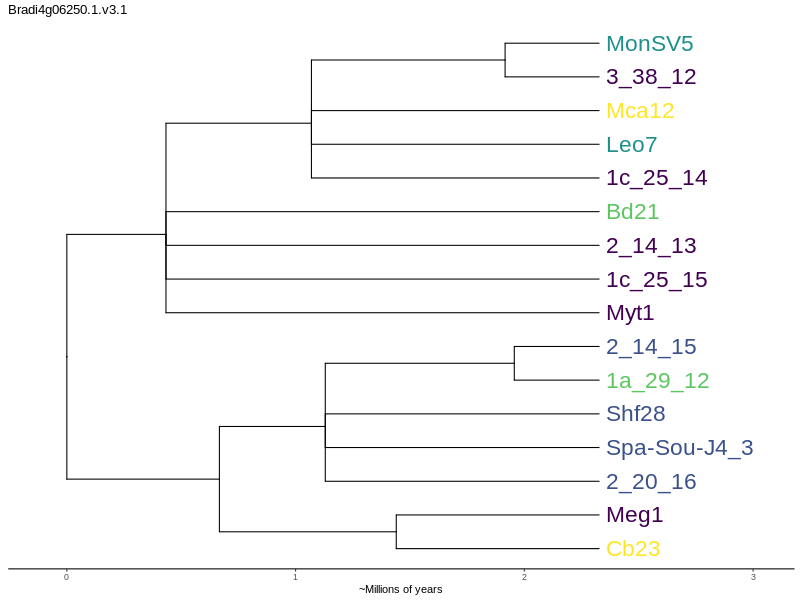 Bradi4g06250.1.v3.1
MonSV5
3_38_12
Mca12
Leo7
1c_25_14
Bd21
2_14_13
1c_25_15
Myt1
2_14_15
1a_29_12
Shf28
Spa-Sou-J4_3
2_20_16
Meg1
Cb23
0 1 2 3
~Millions of years